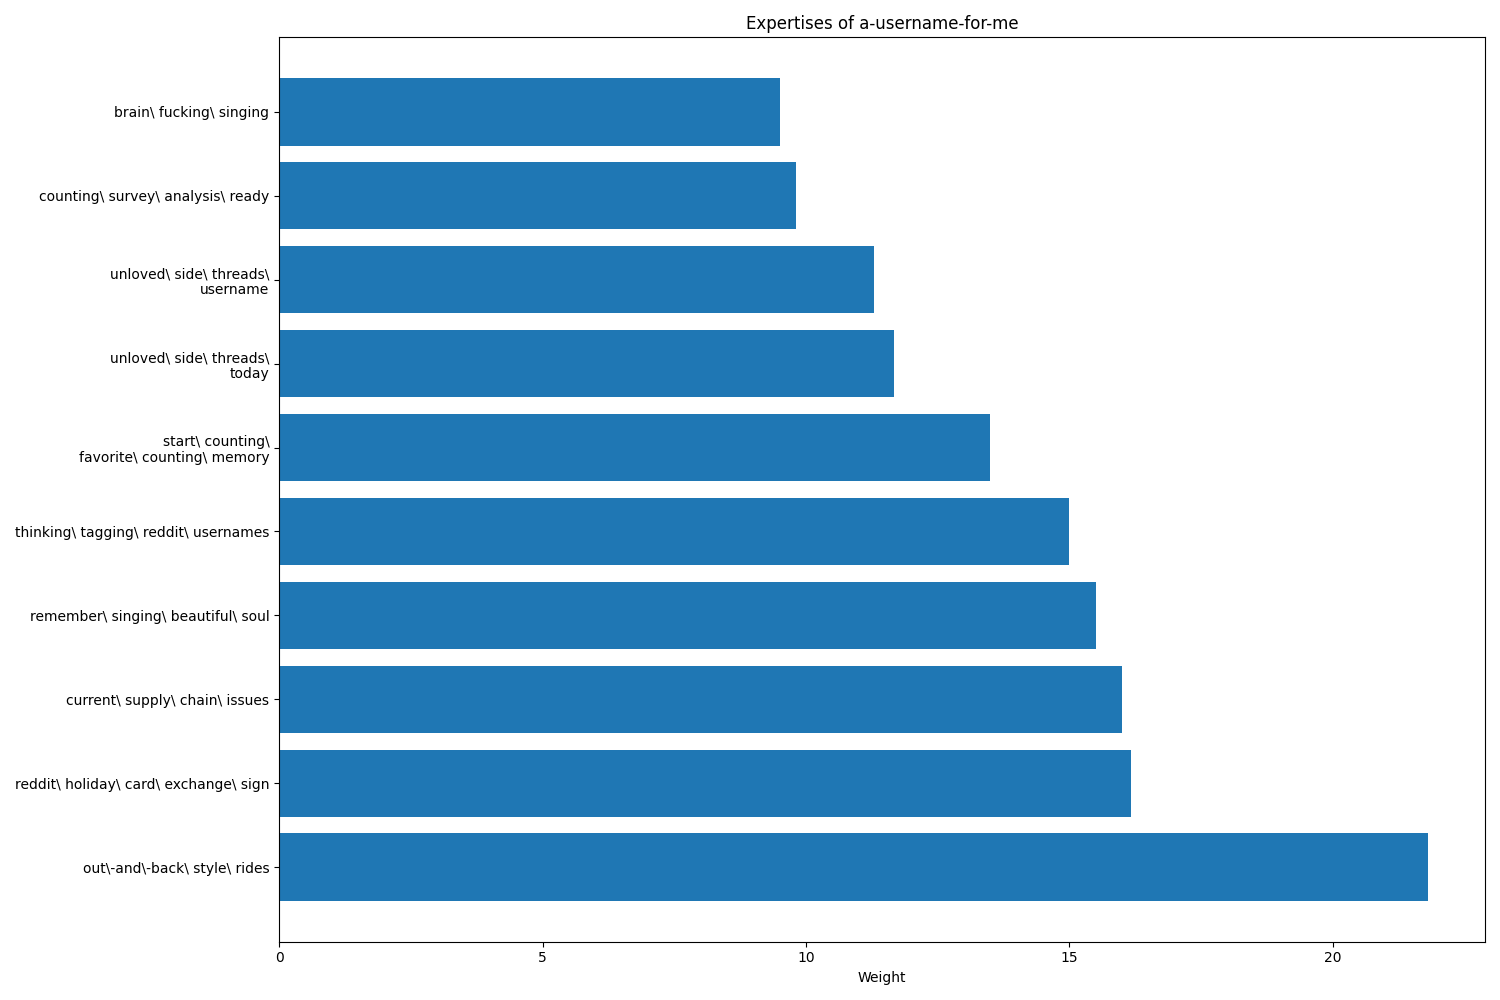 Expertises of a-username-for-me
brain\ fucking\ singing
counting\ survey\ analysis\ ready
unloved\ side\ threads\
username
unloved\ side\ threads\
today
start\ counting\
favorite\ counting\ memory
thinking\ tagging\ reddit\ usernames
remember\ singing\ beautiful\ soul
current\ supply\ chain\ issues
reddit\ holiday\ card\ exchange\ sign
out\-and\-back\ style\ rides
0 5 10 15 20
Weight